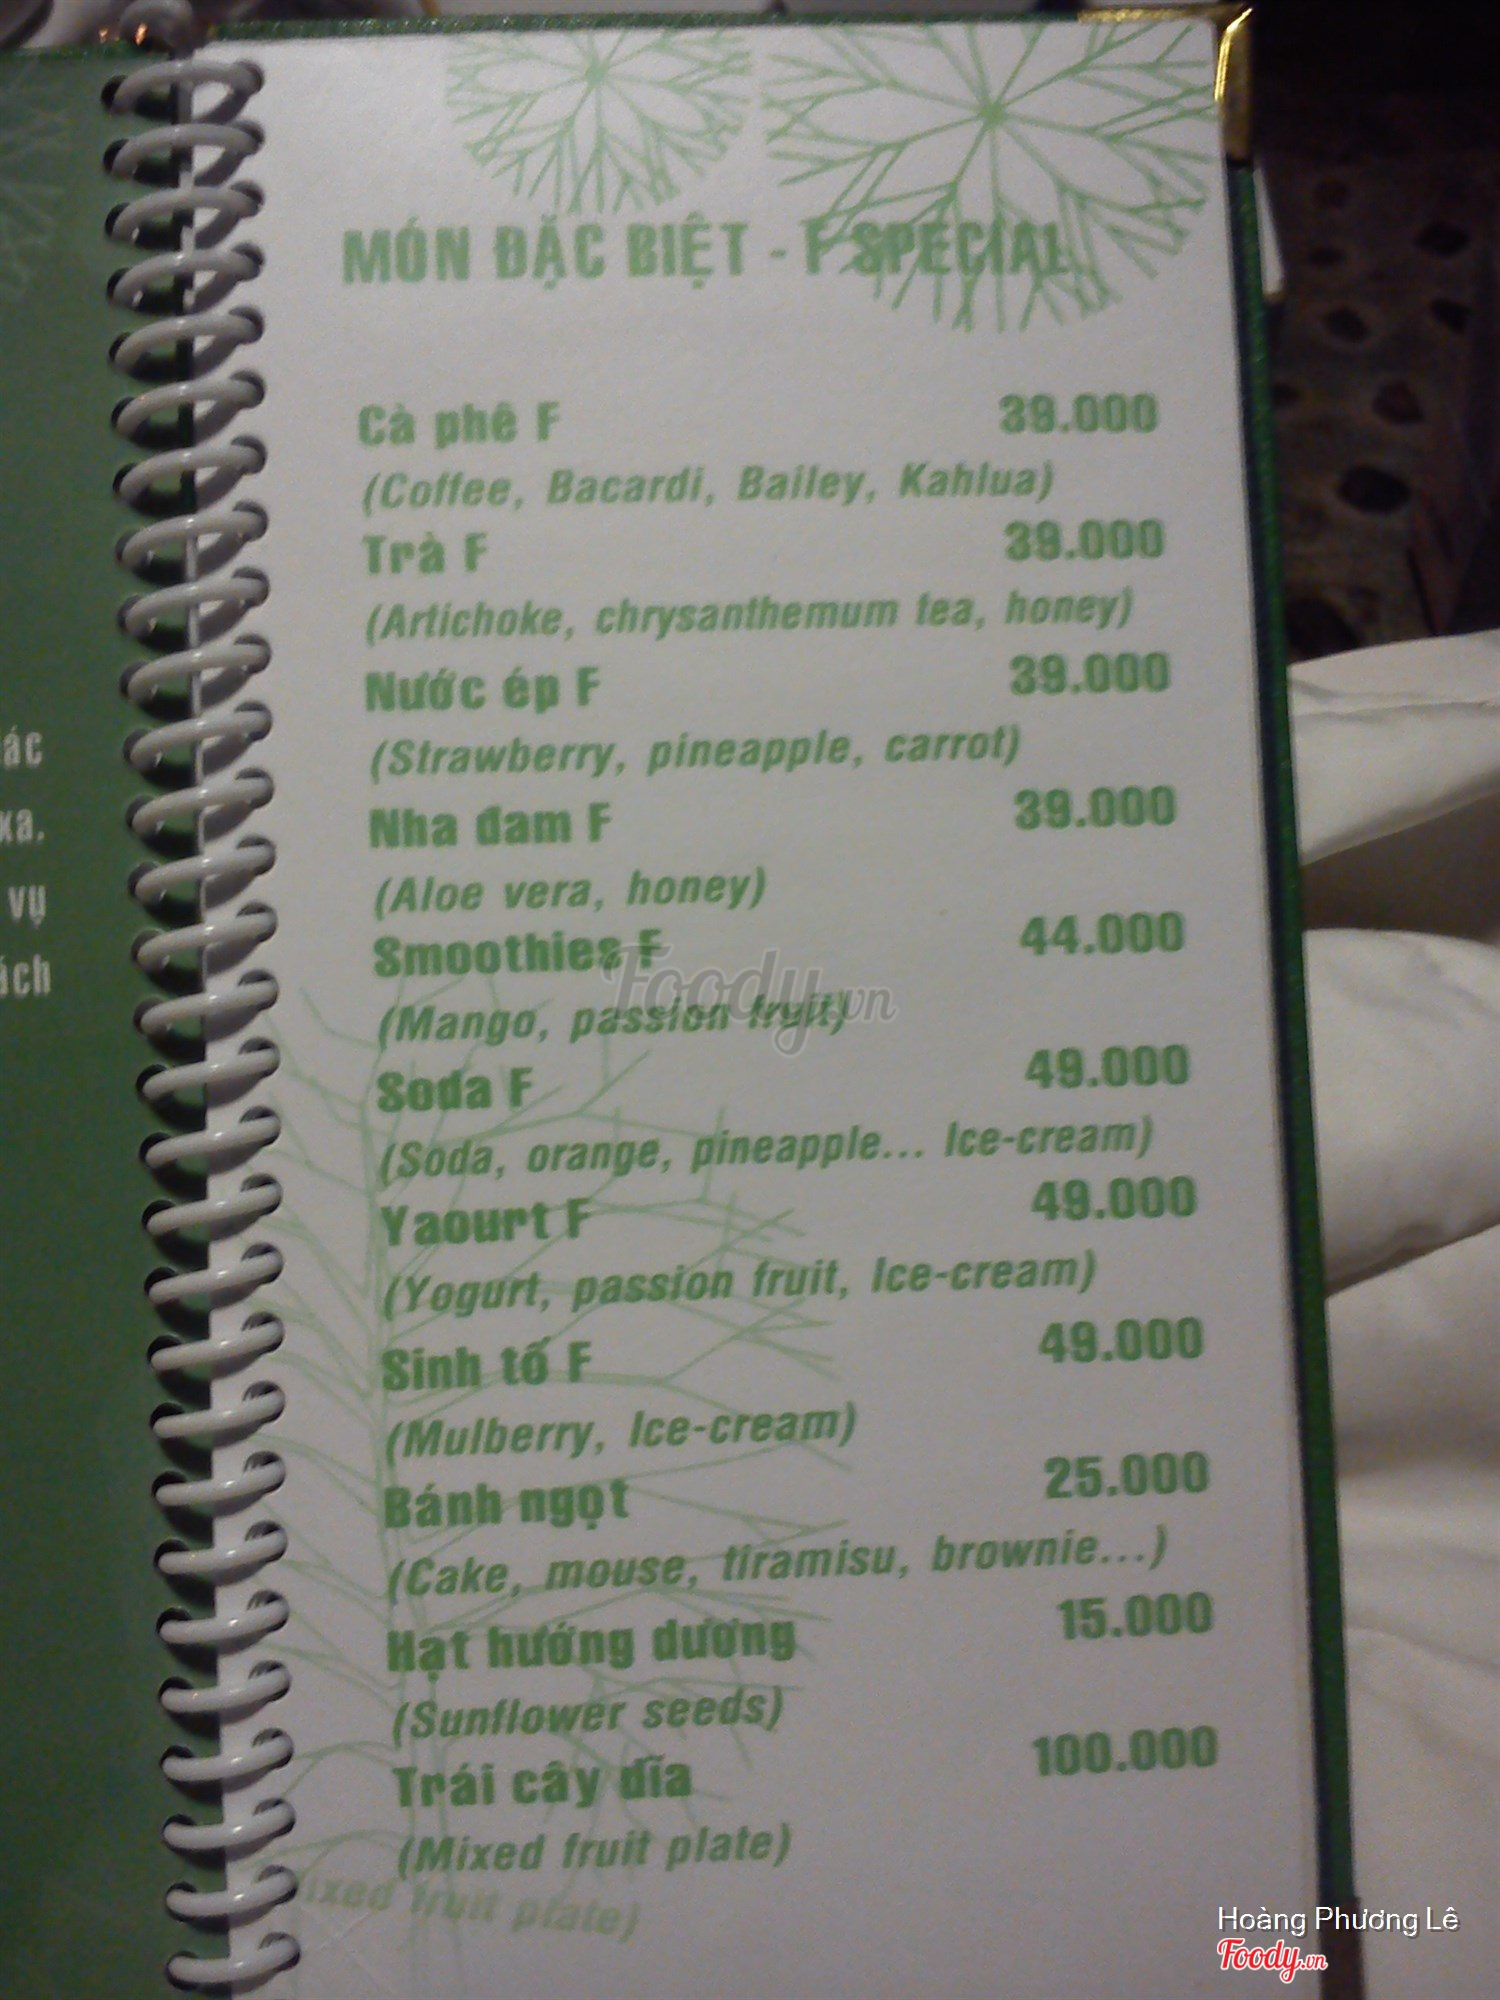 ác
xa.
vụ
ách
MÓN ĐẶC BIỆT - F SPECIAL
Cà phê F 39.000
(Coffee, Bacardi, Bailey, Kahlua)
Trà F 39.000
(Artichoke, chrysanthemum tea, honey)
Nước ép F 39.000
(Strawberry, pineapple, carrot)
Nha đam F 39.000
(Aloe vera, honey)
Smoothies F 44.000
(Mango, passion fruit)
Foody.vn
Soda F 49.000
(Soda, orange, pineapple... Ice-cream)
Yaourt F 49.000
(Yogurt, passion fruit, Ice-cream)
Sinh tố F 49.000
(Mulberry, Ice-cream)
Bánh ngọt 25.000
(Cake, mouse, tiramisu, brownie...)
Hạt hướng dương 15.000
(Sunflower seeds)
Trái cây dĩa 100.000
(Mixed fruit plate)
ixed fruit plate)
Hoàng Phương Lê
Foody.vn